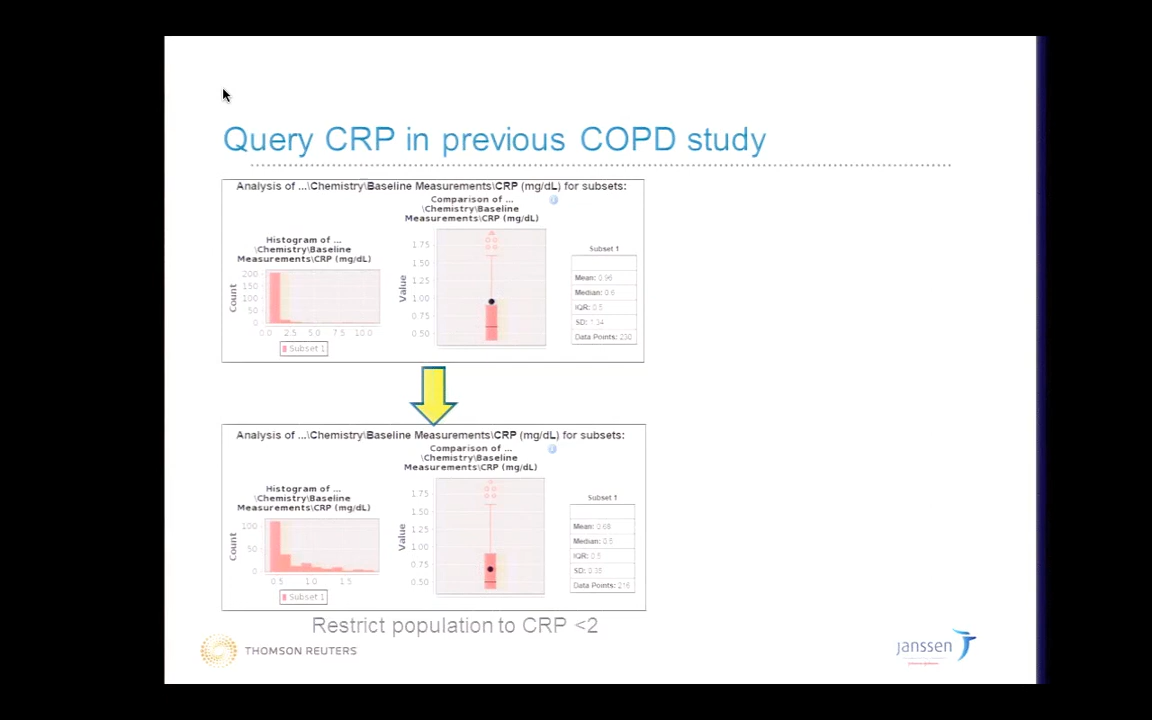 Query CRP in previous COPD study
Analysis of ...\Chemistry\Baseline Measurements\CRP (mg/dL) for subsets:
Histogram of ...
\Chemistry\Baseline
Measurements\CRP (mg/dL)
Count
200
150
100
50
0
0.0 2.5 5.0 7.5 10.0
Subset 1
Comparison of ...
\Chemistry\Baseline
Measurements\CRP (mg/dL)
Value
1.75
1.50
1.25
1.00
0.75
0.50
Subset 1
Mean: 0.96
Median: 0.6
IQR: 0.5
SD: 1.34
Data Points: 230
Analysis of ...\Chemistry\Baseline Measurements\CRP (mg/dL) for subsets:
Histogram of ...
\Chemistry\Baseline
Measurements\CRP (mg/dL)
Count
100
50
0
0.5 1.0 1.5
Subset 1
Comparison of ...
\Chemistry\Baseline
Measurements\CRP (mg/dL)
Value
1.75
1.50
1.25
1.00
0.75
0.50
Subset 1
Mean: 0.68
Median: 0.5
IQR: 0.5
SD: 0.35
Data Points: 216
Restrict population to CRP <2
THOMSON REUTERS
janssen